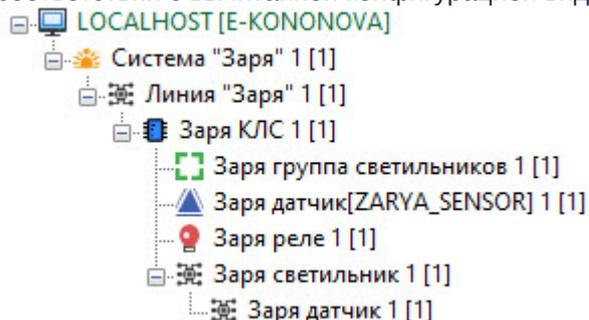 LOCALHOST [E-KONONOVA]
Система "Заря" 1 [1]
Линия "Заря" 1 [1]
Заря КЛС 1 [1]
Заря группа светильников 1 [1]
Заря датчик[ZARYA_SENSOR] 1 [1]
Заря реле 1 [1]
Заря светильник 1 [1]
Заря датчик 1 [1]